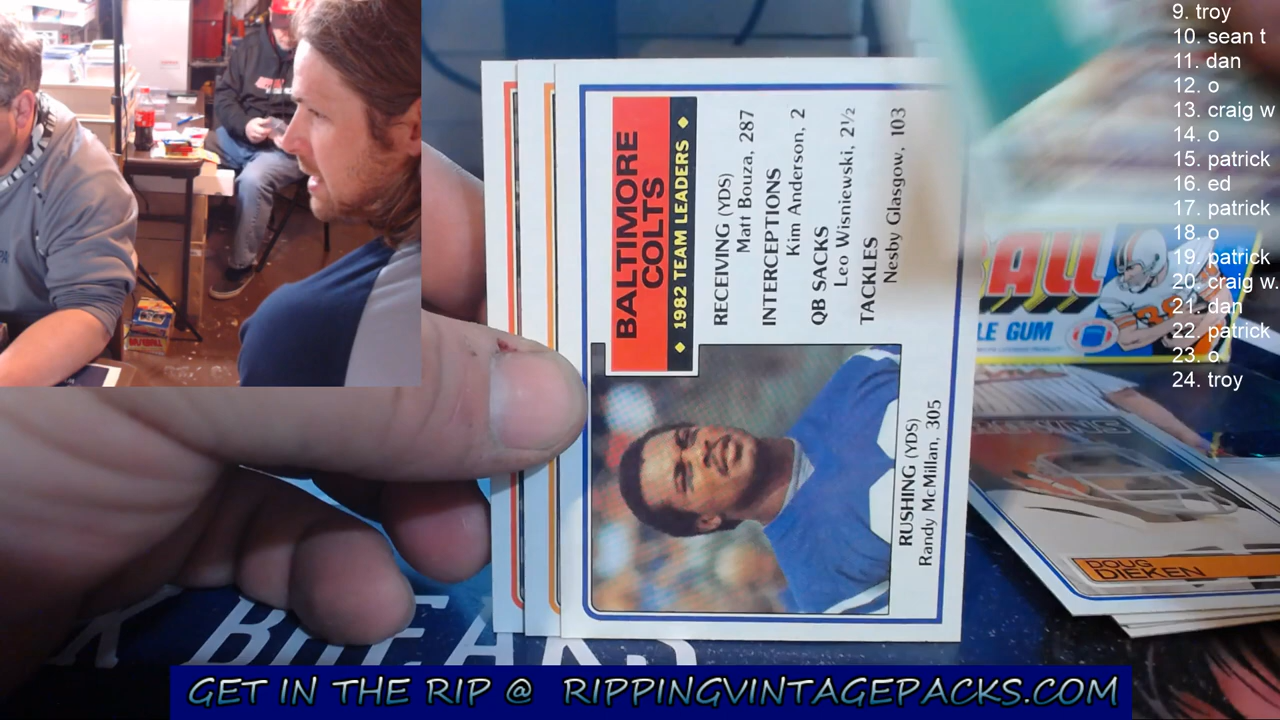 9. troy
10. sean t
11. dan
12. o
13. craig w
14. o
15. patrick
16. ed
17. patrick
18. o
19. patrick
20. craig w.
21. dan
22. patrick
23. o
24. troy
BALTIMORE
COLTS
1982 TEAM LEADERS
RECEIVING (YDS)
Matt Bouza, 287
INTERCEPTIONS
Kim Anderson, 2
QB SACKS
Leo Wisniewski, 2½
TACKLES
Nesby Glasgow, 103
RUSHING (YDS)
Randy McMillan, 305
ALL
LE GUM
DOUG
DIEKEN
BREAKS
GET IN THE RIP @ RIPPINGVINTAGEPACKS.COM